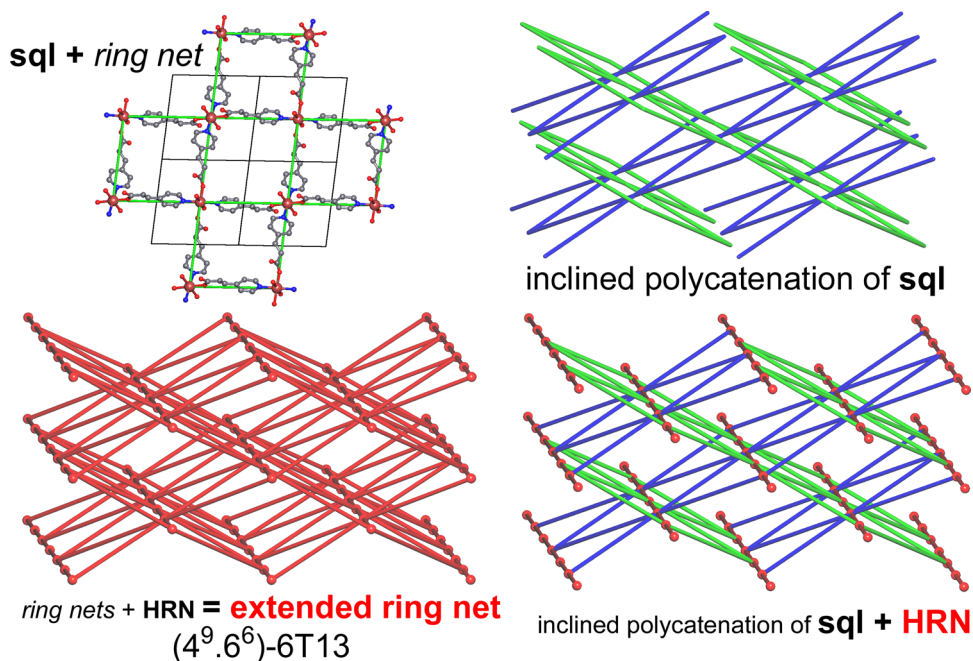 sql + ring net
inclined polycatenation of sql
ring nets + HRN = extended ring net
(4⁹.6⁶)-6T13
inclined polycatenation of sql + HRN